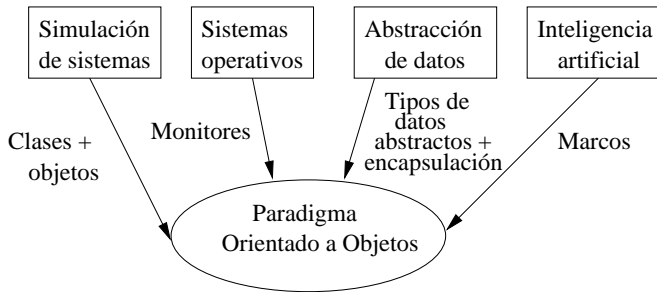 Simulación
de sistemas
Sistemas
operativos
Abstracción
de datos
Inteligencia
artificial
Clases +
objetos
Monitores
Tipos de
datos
abstractos +
encapsulación
Marcos
Paradigma
Orientado a Objetos